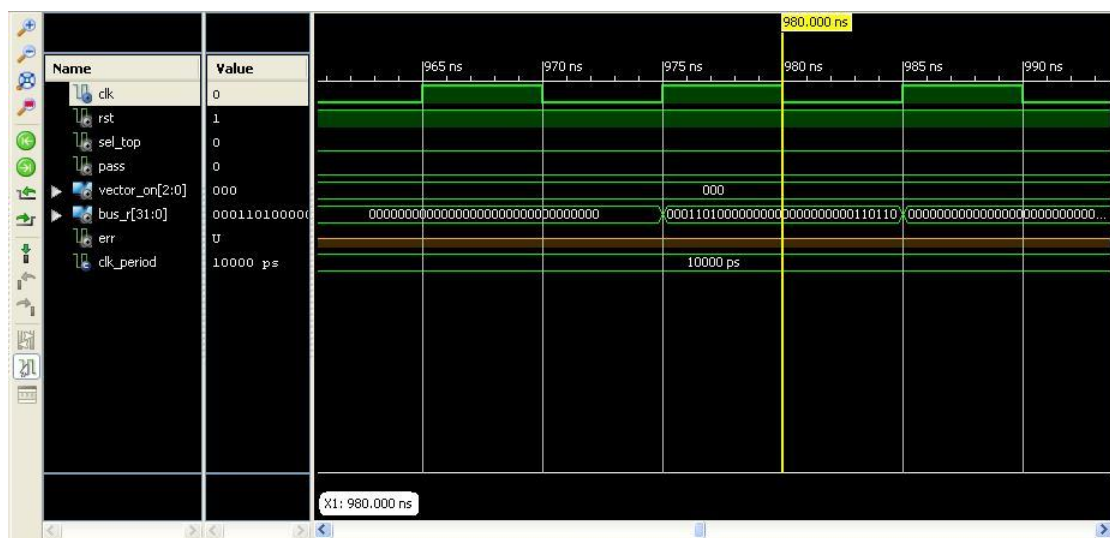 980.000 ns
Name Value
965 ns 970 ns 975 ns 980 ns 985 ns 990 ns
clk 0
rst 1
sel_top 0
pass 0
vector_on[2:0] 000 000
bus_r[31:0] 000110100000 00000000000000000000000000000000 00011010000000000000000000110110 00000000000000000000000000...
err U
clk_period 10000 ps 10000 ps
X1: 980.000 ns